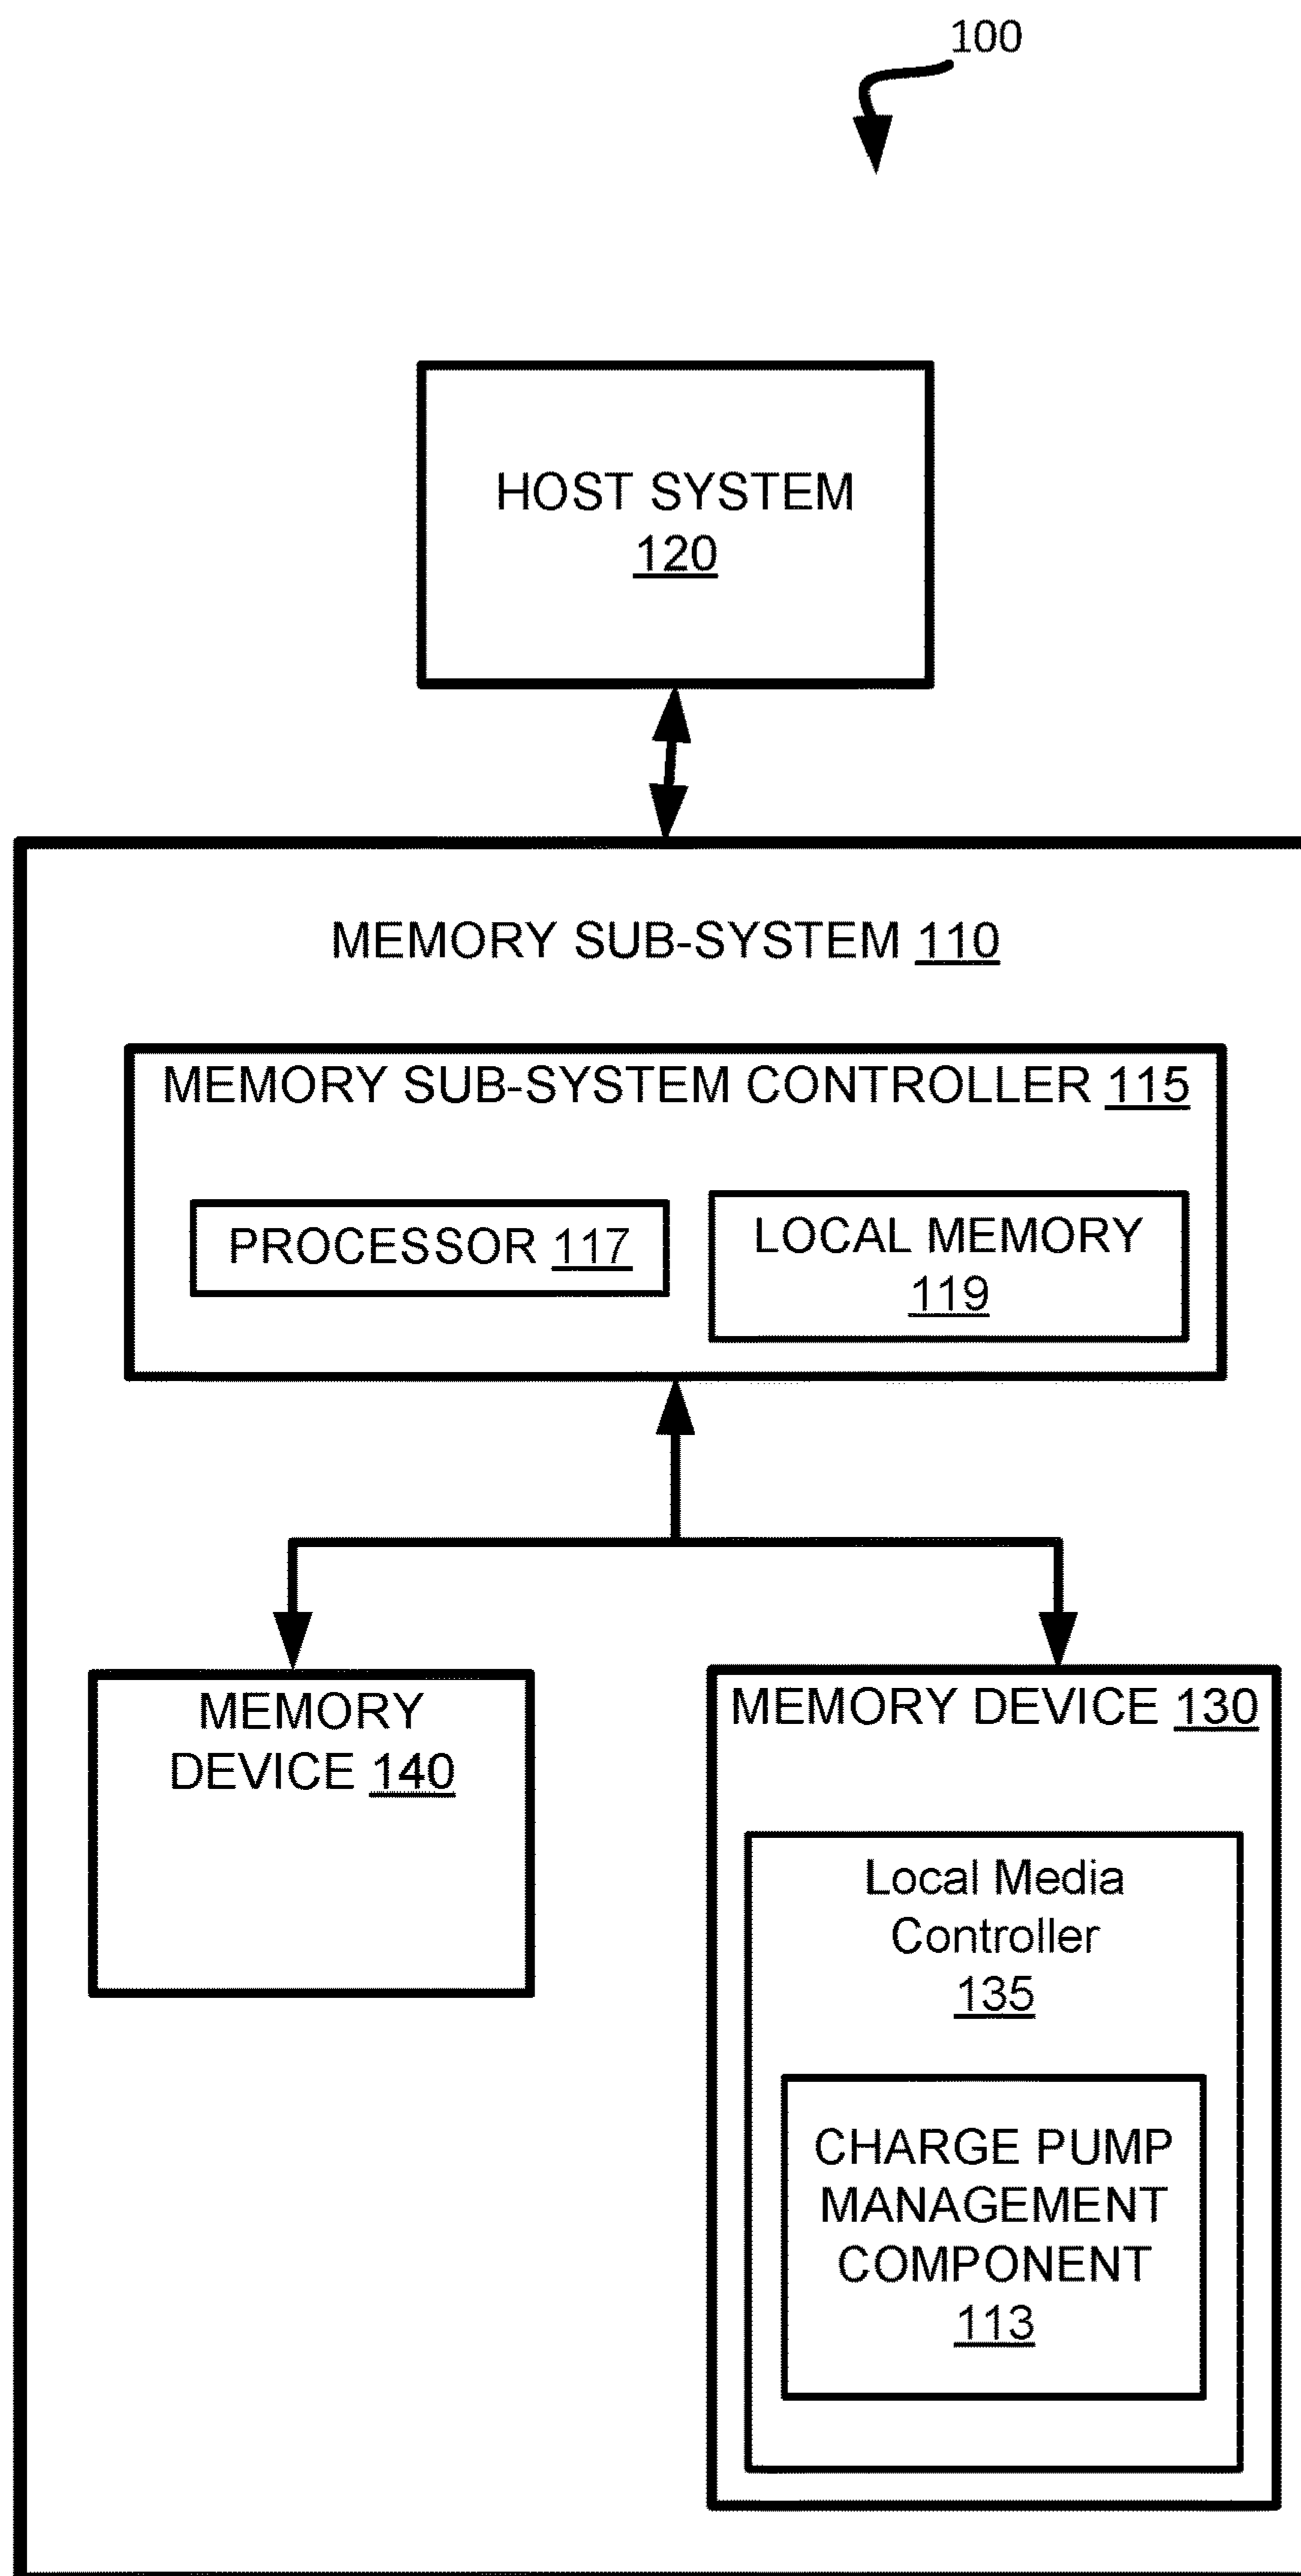 100
HOST SYSTEM
120
MEMORY SUB-SYSTEM 110
MEMORY SUB-SYSTEM CONTROLLER 115
PROCESSOR 117
LOCAL MEMORY
119
MEMORY
DEVICE 140
MEMORY DEVICE 130
Local Media
Controller
135
CHARGE PUMP
MANAGEMENT
COMPONENT
113